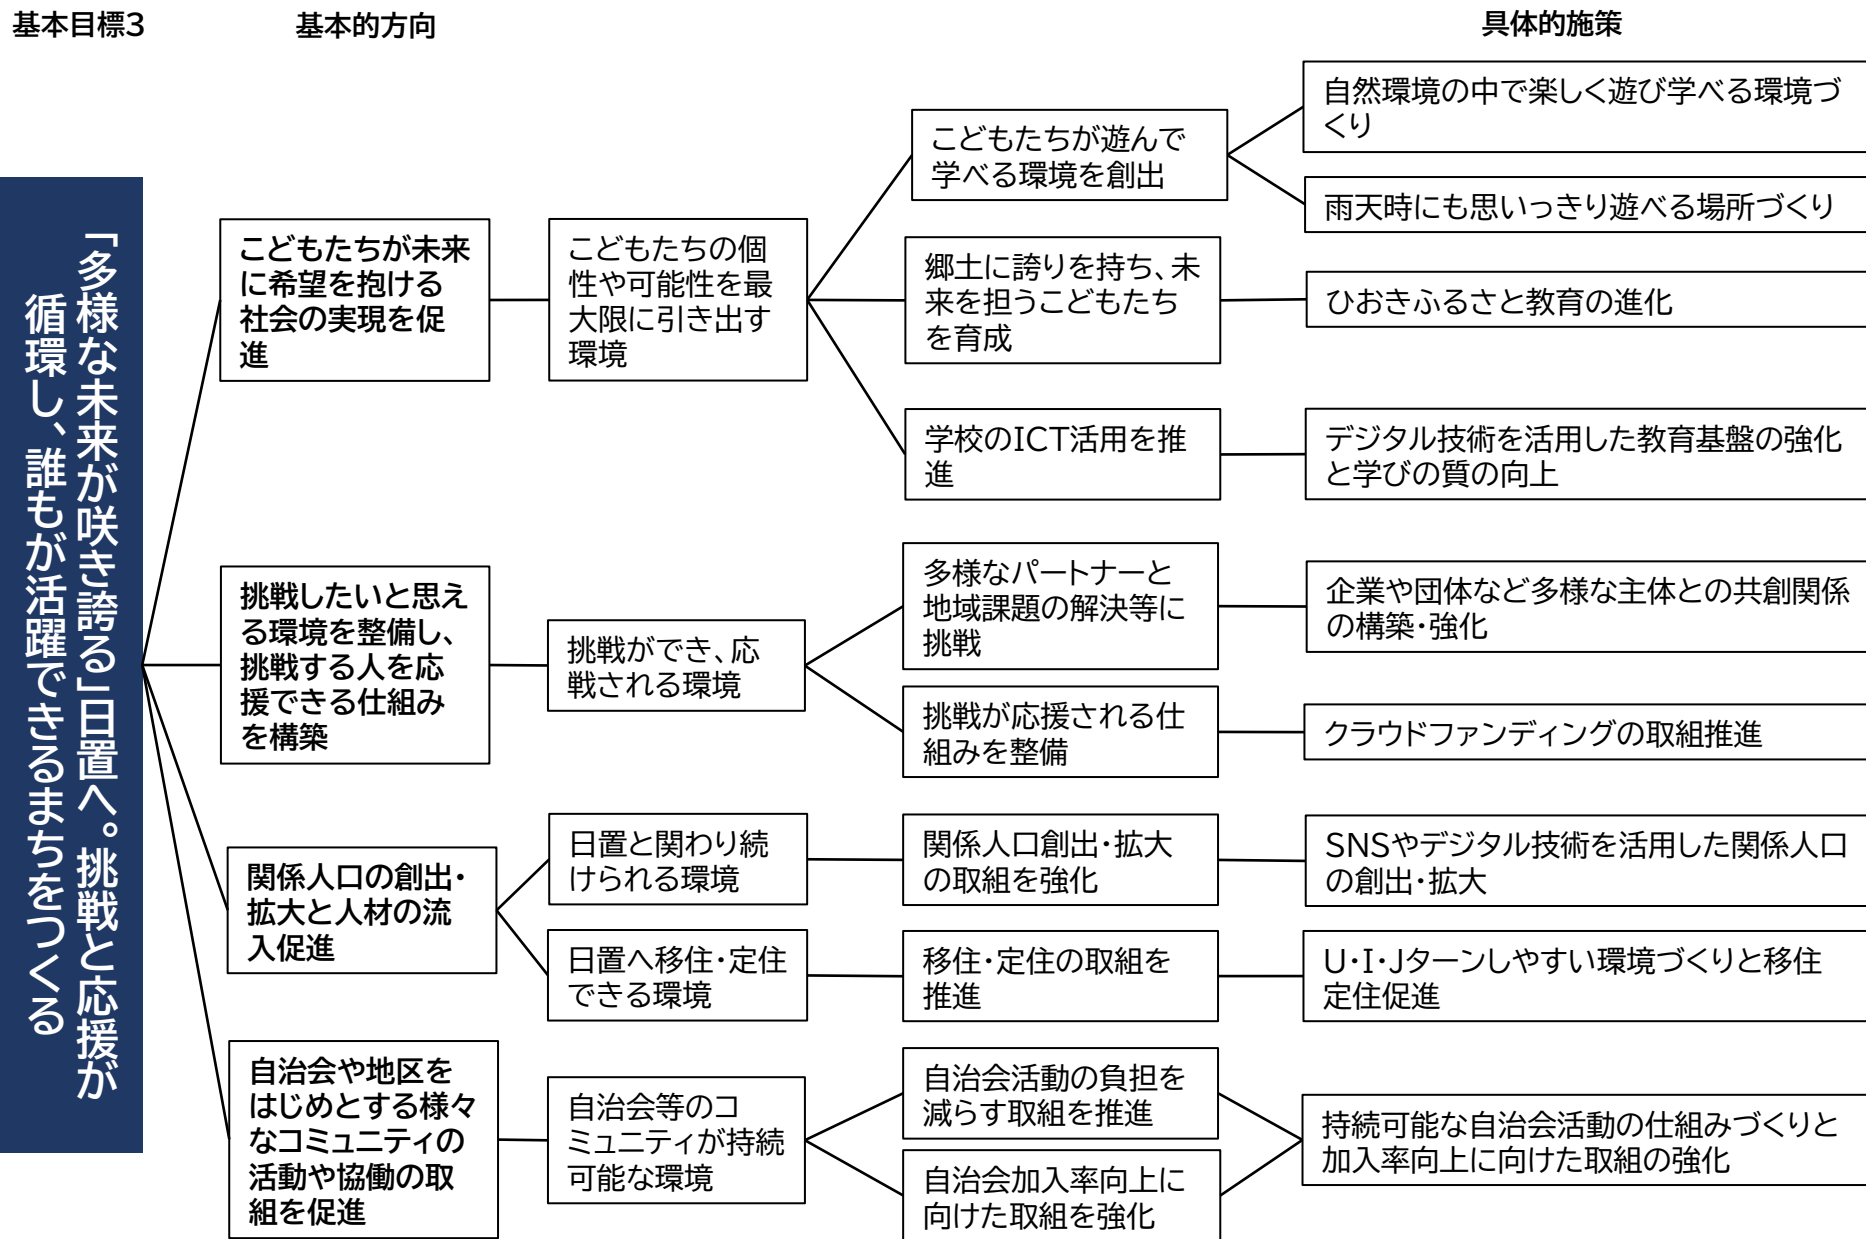 基本目標3
基本的方向
具体的施策
「多様な未来が咲き誇る」日置へ。挑戦と応援が
循環し、誰もが活躍できるまちをつくる
こどもたちが未来
に希望を抱ける
社会の実現を促
進
こどもたちの個
性や可能性を最
大限に引き出す
環境
こどもたちが遊んで
学べる環境を創出
自然環境の中で楽しく遊び学べる環境づ
くり
雨天時にも思いっきり遊べる場所づくり
郷土に誇りを持ち、未
来を担うこどもたち
を育成
ひおきふるさと教育の進化
学校のICT活用を推
進
デジタル技術を活用した教育基盤の強化
と学びの質の向上
挑戦したいと思え
る環境を整備し、
挑戦する人を応
援できる仕組み
を構築
挑戦ができ、応
戦される環境
多様なパートナーと
地域課題の解決等に
挑戦
企業や団体など多様な主体との共創関係
の構築・強化
挑戦が応援される仕
組みを整備
クラウドファンディングの取組推進
関係人口の創出・
拡大と人材の流
入促進
日置と関わり続
けられる環境
関係人口創出・拡大
の取組を強化
SNSやデジタル技術を活用した関係人口
の創出・拡大
日置へ移住・定住
できる環境
移住・定住の取組を
推進
U・I・Jターンしやすい環境づくりと移住
定住促進
自治会や地区を
はじめとする様々
なコミュニティの
活動や協働の取
組を促進
自治会等のコ
ミュニティが持続
可能な環境
自治会活動の負担を
減らす取組を推進
自治会加入率向上に
向けた取組を強化
持続可能な自治会活動の仕組みづくりと
加入率向上に向けた取組の強化